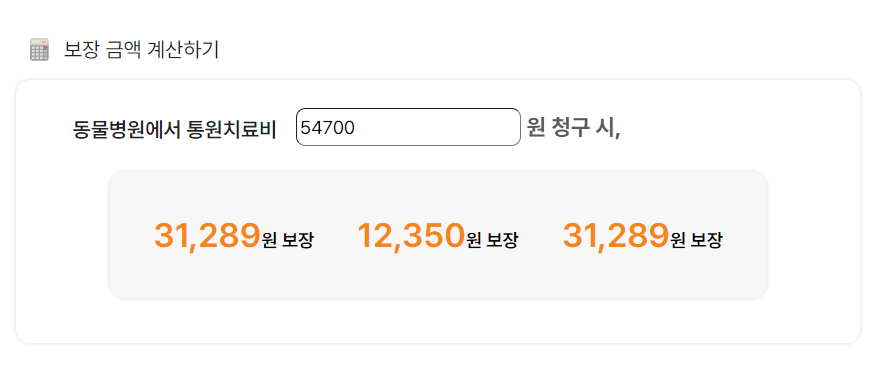 보장 금액 계산하기
동물병원에서 통원치료비 54700 원 청구 시,
31,289원 보장 12,350원 보장 31,289원 보장